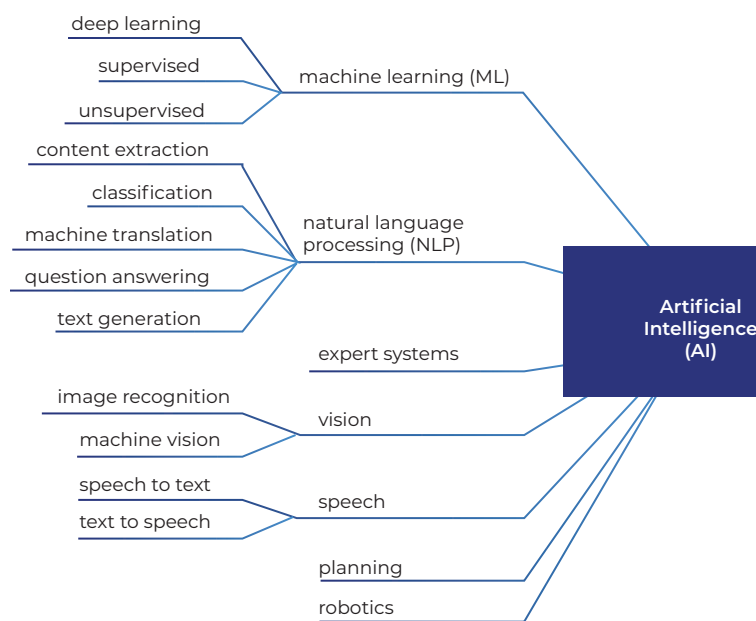 deep learning
supervised
unsupervised
machine learning (ML)
content extraction
classification
machine translation
question answering
text generation
natural language
processing (NLP)
expert systems
image recognition
machine vision
vision
speech to text
text to speech
speech
planning
robotics
Artificial
Intelligence
(AI)